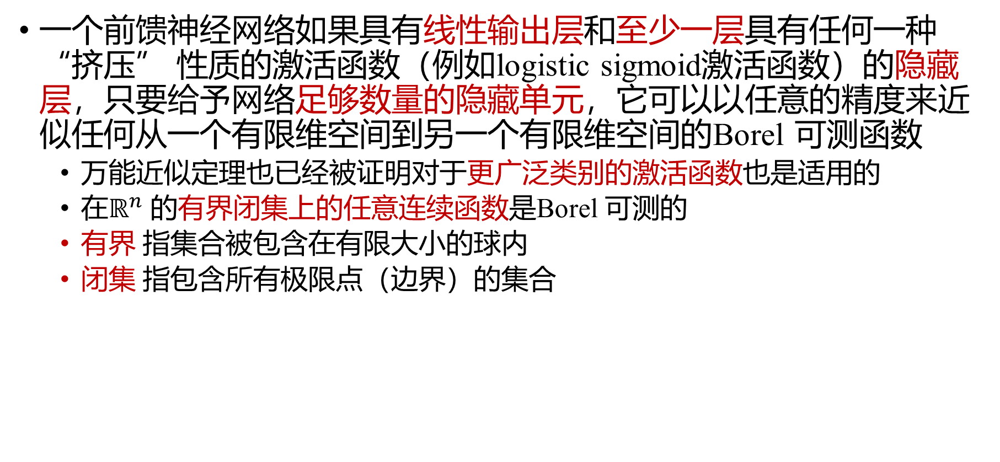 • 一个前馈神经网络如果具有线性输出层和至少一层具有任何一种
“挤压” 性质的激活函数（例如logistic sigmoid激活函数）的隐藏
层，只要给予网络足够数量的隐藏单元，它可以以任意的精度来近
似任何从一个有限维空间到另一个有限维空间的Borel 可测函数
• 万能近似定理也已经被证明对于更广泛类别的激活函数也是适用的
• 在ℝⁿ 的有界闭集上的任意连续函数是Borel 可测的
• 有界 指集合被包含在有限大小的球内
• 闭集 指包含所有极限点（边界）的集合